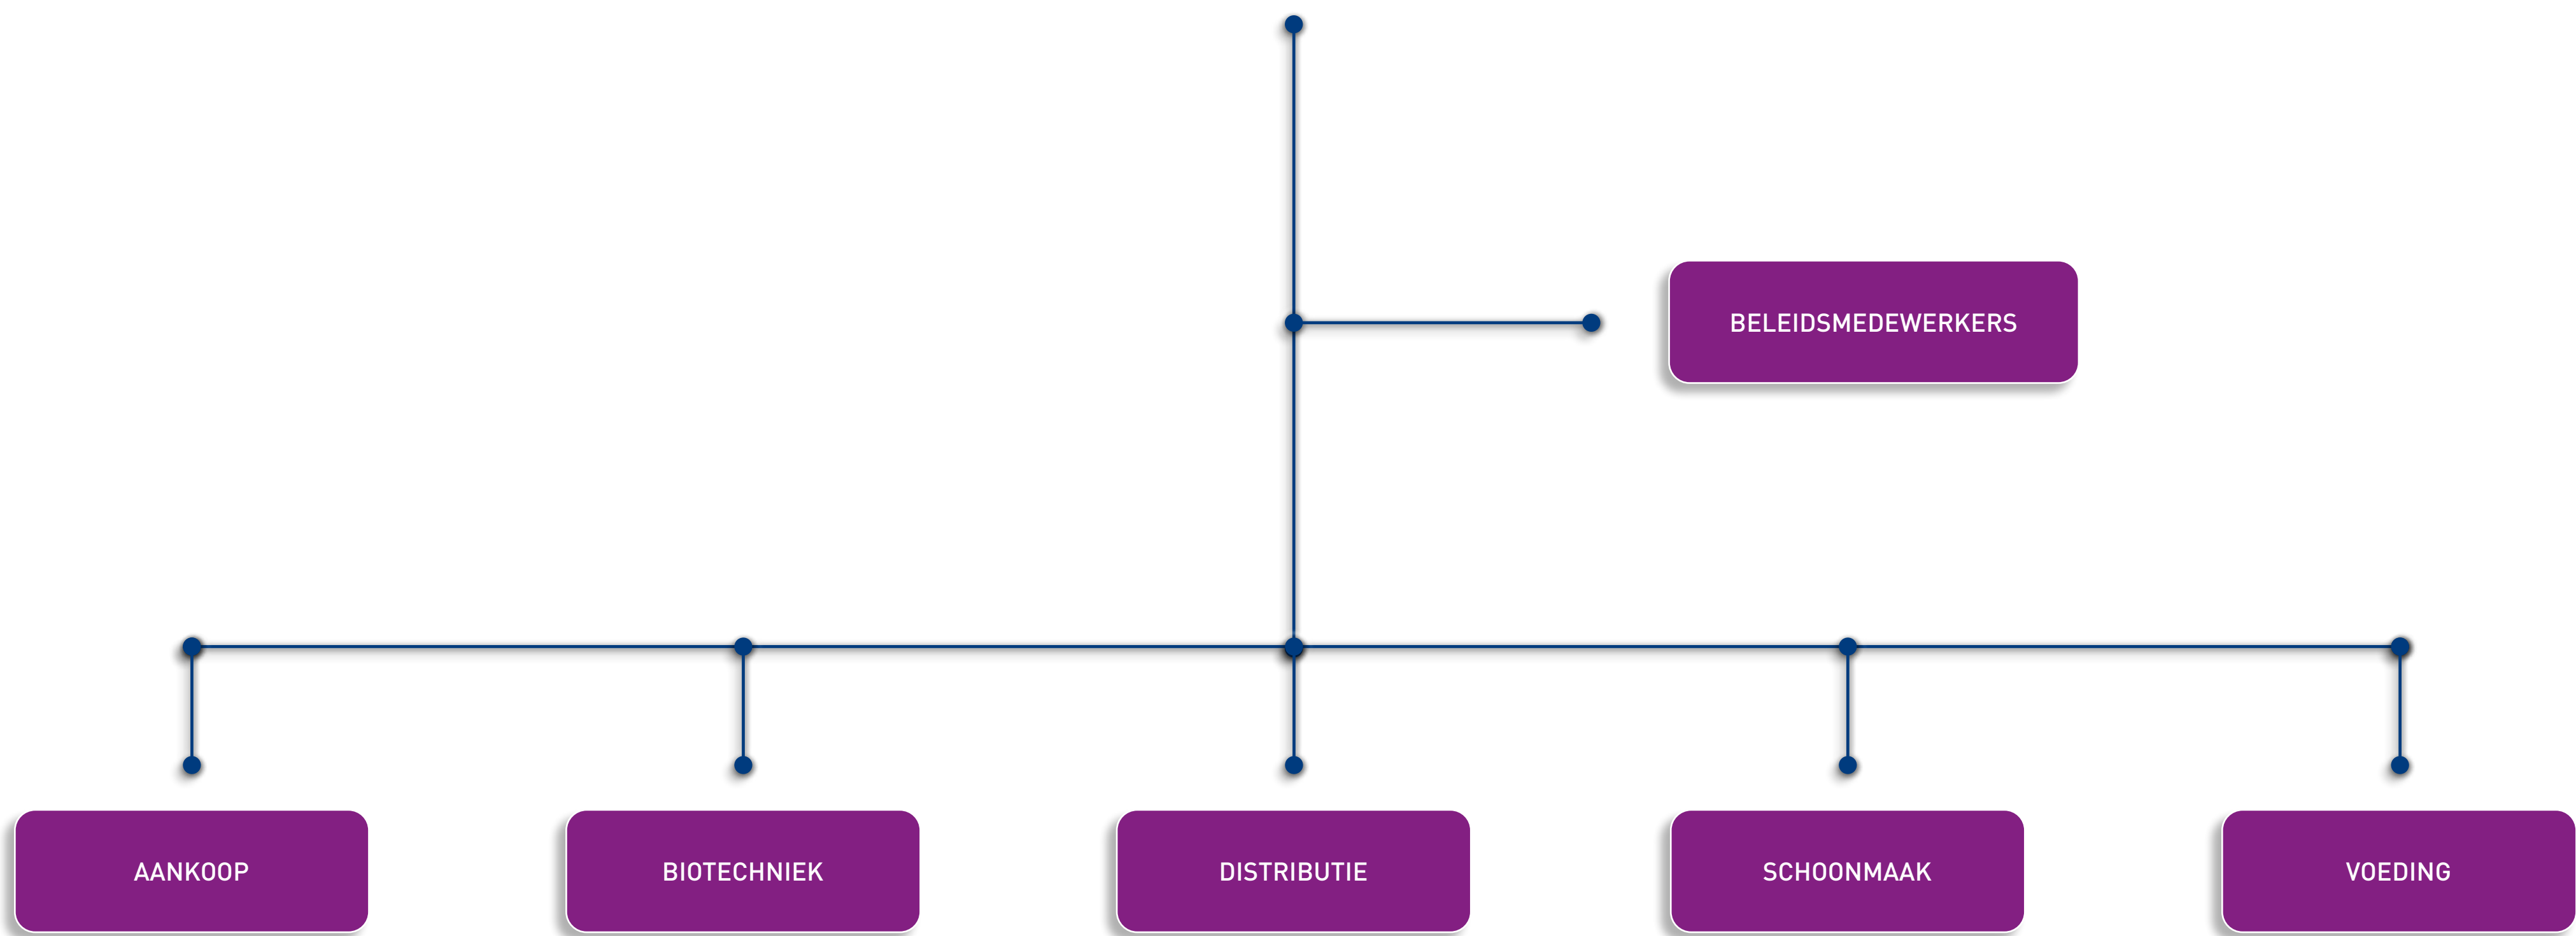 BELEIDSMEDEWERKERS
AANKOOP
BIOTECHNIEK
DISTRIBUTIE
SCHOONMAAK
VOEDING